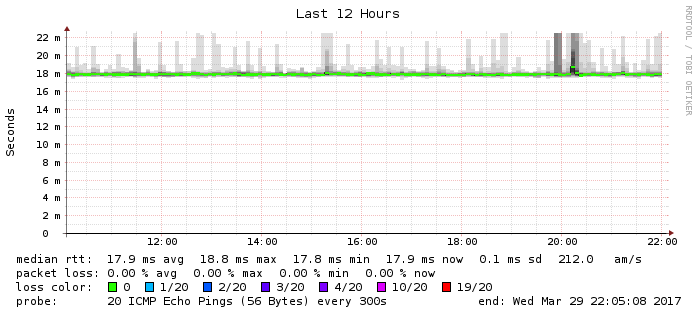 Last 12 Hours
RRDTOOL / TOBI OETIKER
Seconds
22 m
20 m
18 m
16 m
14 m
12 m
10 m
8 m
6 m
4 m
2 m
0
12:00 14:00 16:00 18:00 20:00 22:00
median rtt: 17.9 ms avg 18.8 ms max 17.8 ms min 17.9 ms now 0.1 ms sd 212.0 am/s
packet loss: 0.00 % avg 0.00 % max 0.00 % min 0.00 % now
loss color: 0 1/20 2/20 3/20 4/20 10/20 19/20
probe: 20 ICMP Echo Pings (56 Bytes) every 300s end: Wed Mar 29 22:05:08 2017